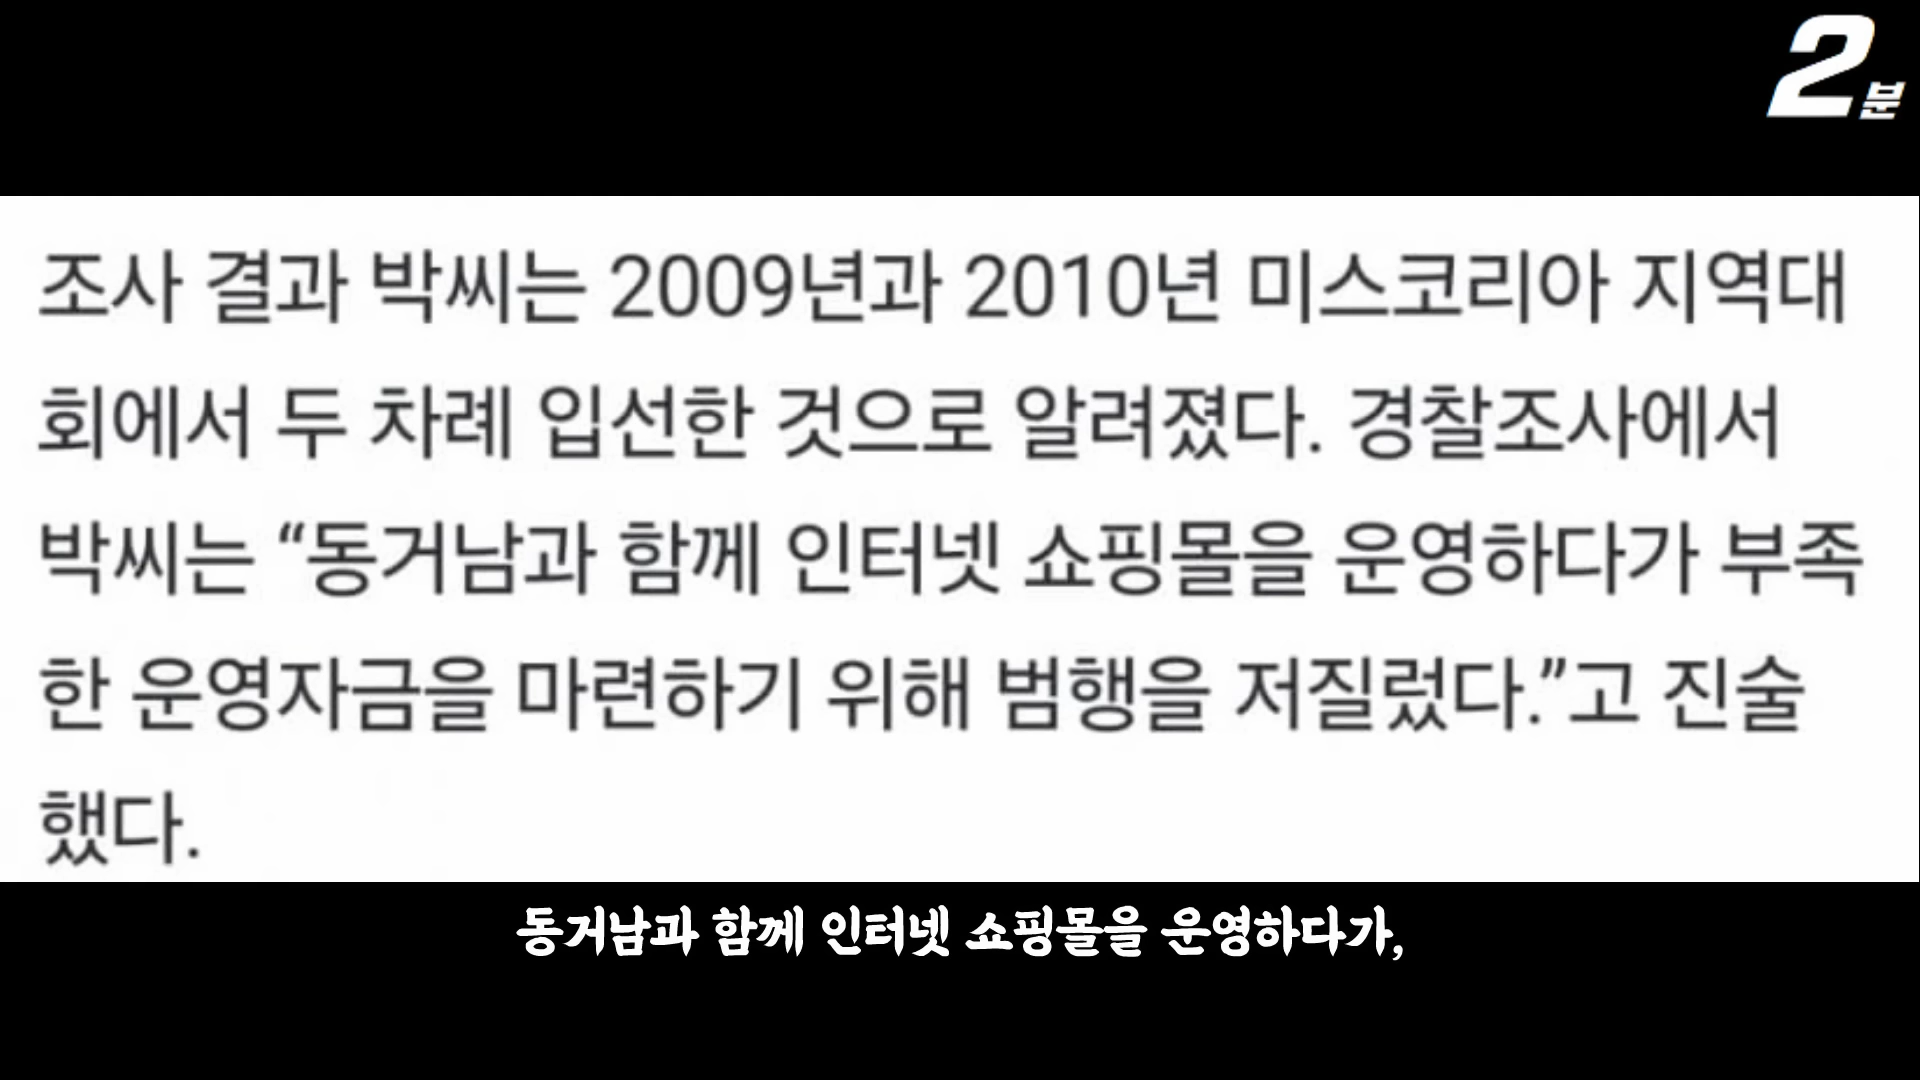 2분
조사 결과 박씨는 2009년과 2010년 미스코리아 지역대
회에서 두 차례 입선한 것으로 알려졌다. 경찰조사에서
박씨는 “동거남과 함께 인터넷 쇼핑몰을 운영하다가 부족
한 운영자금을 마련하기 위해 범행을 저질렀다.”고 진술
했다.
동거남과 함께 인터넷 쇼핑몰을 운영하다가,